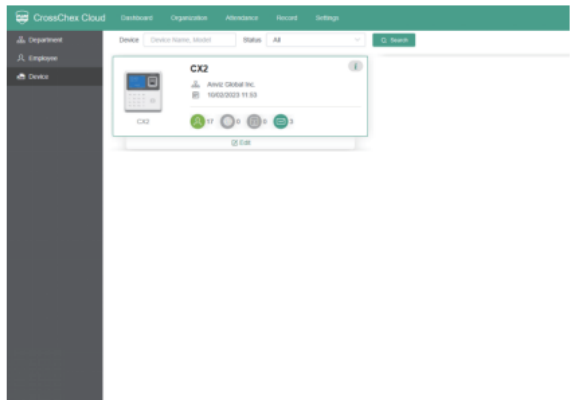 CrossChex Cloud
Dashboard Organization Attendance Record Settings
Department
Employee
Device
Device Device Name, Model Status All Search
CX2
Anviz Global Inc.
10/02/2023 11:53
CX2
17 0 0 3
Edit